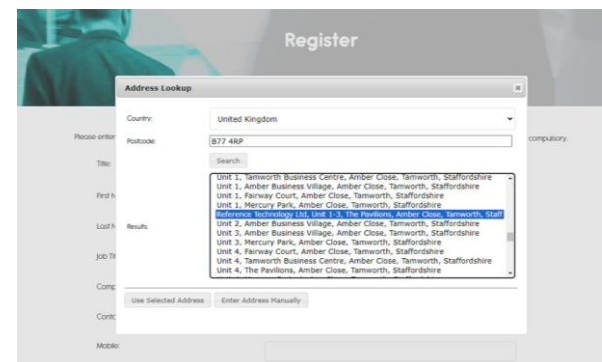 Register
Address Lookup
x
Country:
United Kingdom
Please enter
compulsory.
Postcode:
B77 4RP
Title:
Search
Unit 1, Tamworth Business Centre, Amber Close, Tamworth, Staffordshire
Unit 1, Amber Business Village, Amber Close, Tamworth, Staffordshire
First N
Unit 1, Fairway Court, Amber Close, Tamworth, Staffordshire
Unit 1, Mercury Park, Amber Close, Tamworth, Staffordshire
Reference Technology Ltd, Unit 1-3, The Pavilions, Amber Close, Tamworth, Staff
Last N
Results:
Unit 2, Amber Business Village, Amber Close, Tamworth, Staffordshire
Unit 3, Amber Business Village, Amber Close, Tamworth, Staffordshire
Unit 3, Mercury Park, Amber Close, Tamworth, Staffordshire
Job Tit
Unit 4, Fairway Court, Amber Close, Tamworth, Staffordshire
Unit 4, Tamworth Business Centre, Amber Close, Tamworth, Staffordshire
Unit 4, The Pavilions, Amber Close, Tamworth, Staffordshire
Comp
Use Selected Address
Enter Address Manually
Conta
Mobile: